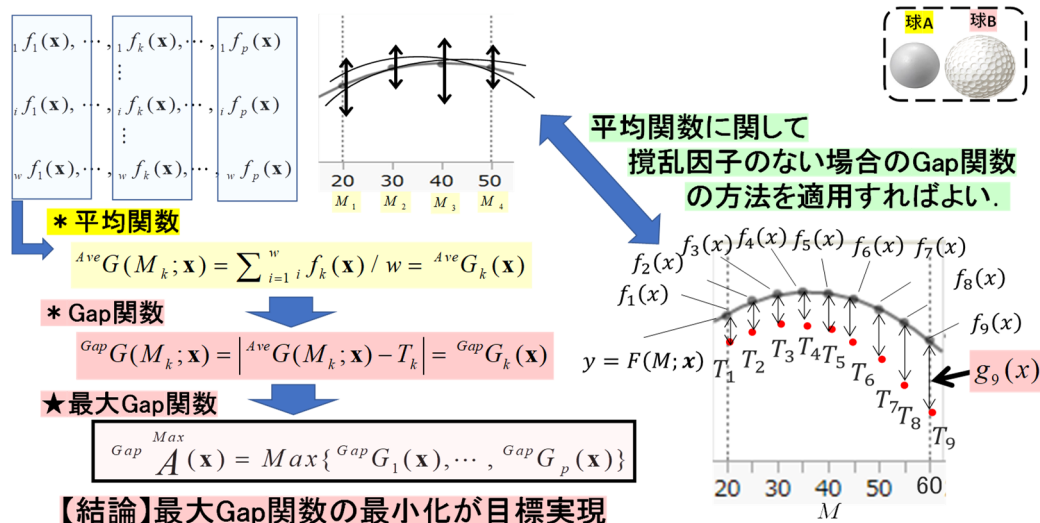 ₁f₁(x), ⋯, ₁f_k(x), ⋯, ₁f_p(x)
⋮
ᵢf₁(x), ⋯, ᵢf_k(x), ⋯, ᵢf_p(x)
⋮
_w f₁(x), ⋯, _w f_k(x), ⋯, _w f_p(x)
20 30 40 50
M₁ M₂ M₃ M₄
球A 球B
平均関数に関して
撹乱因子のない場合のGap関数
の方法を適用すればよい.
*平均関数
^{Ave}G(M_k;x) = ∑_{i=1}^{w} ᵢf_k(x) / w = ^{Ave}G_k(x)
*Gap関数
^{Gap}G(M_k;x) = |^{Ave}G(M_k;x) − T_k| = ^{Gap}G_k(x)
★最大Gap関数
^{Gap}A^{Max}(x) = Max{^{Gap}G₁(x), ⋯, ^{Gap}G_p(x)}
【結論】最大Gap関数の最小化が目標実現
f₁(x) f₂(x) f₃(x) f₄(x) f₅(x) f₆(x) f₇(x) f₈(x) f₉(x)
y = F(M; x)
T₁ T₂ T₃ T₄ T₅ T₆ T₇ T₈ T₉
g₉(x)
20 30 40 50 60
M